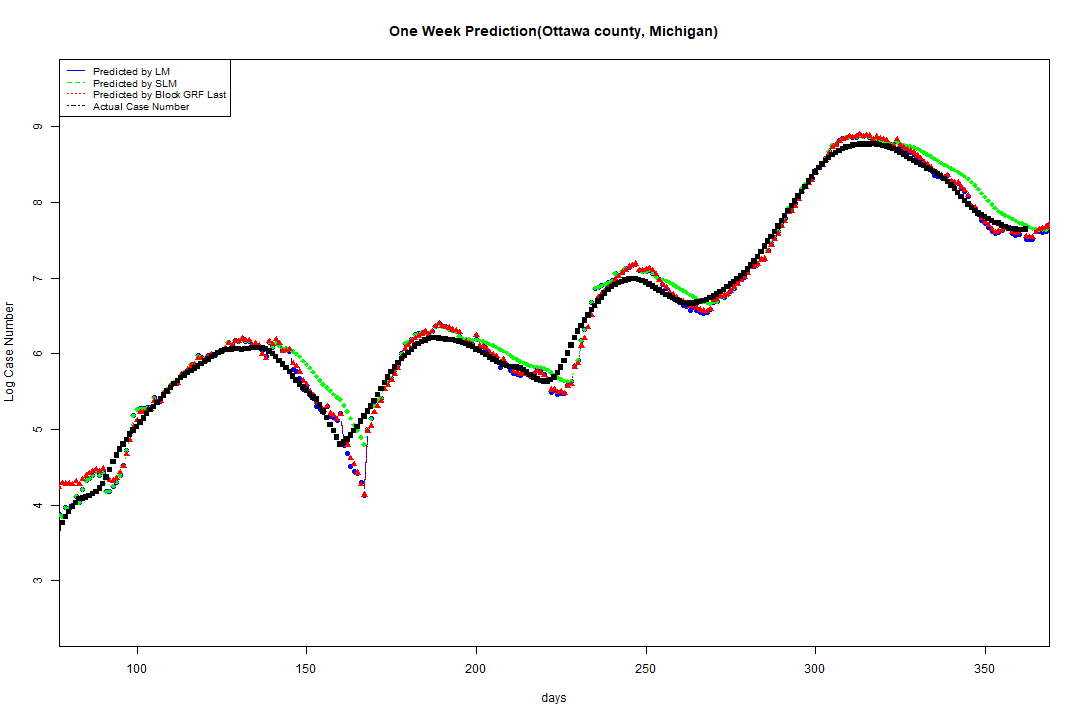 One Week Prediction(Ottawa county, Michigan)
Predicted by LM
Predicted by SLM
Predicted by Block GRF Last
Actual Case Number
9
8
7
6
5
4
3
Log Case Number
100 150 200 250 300 350
days